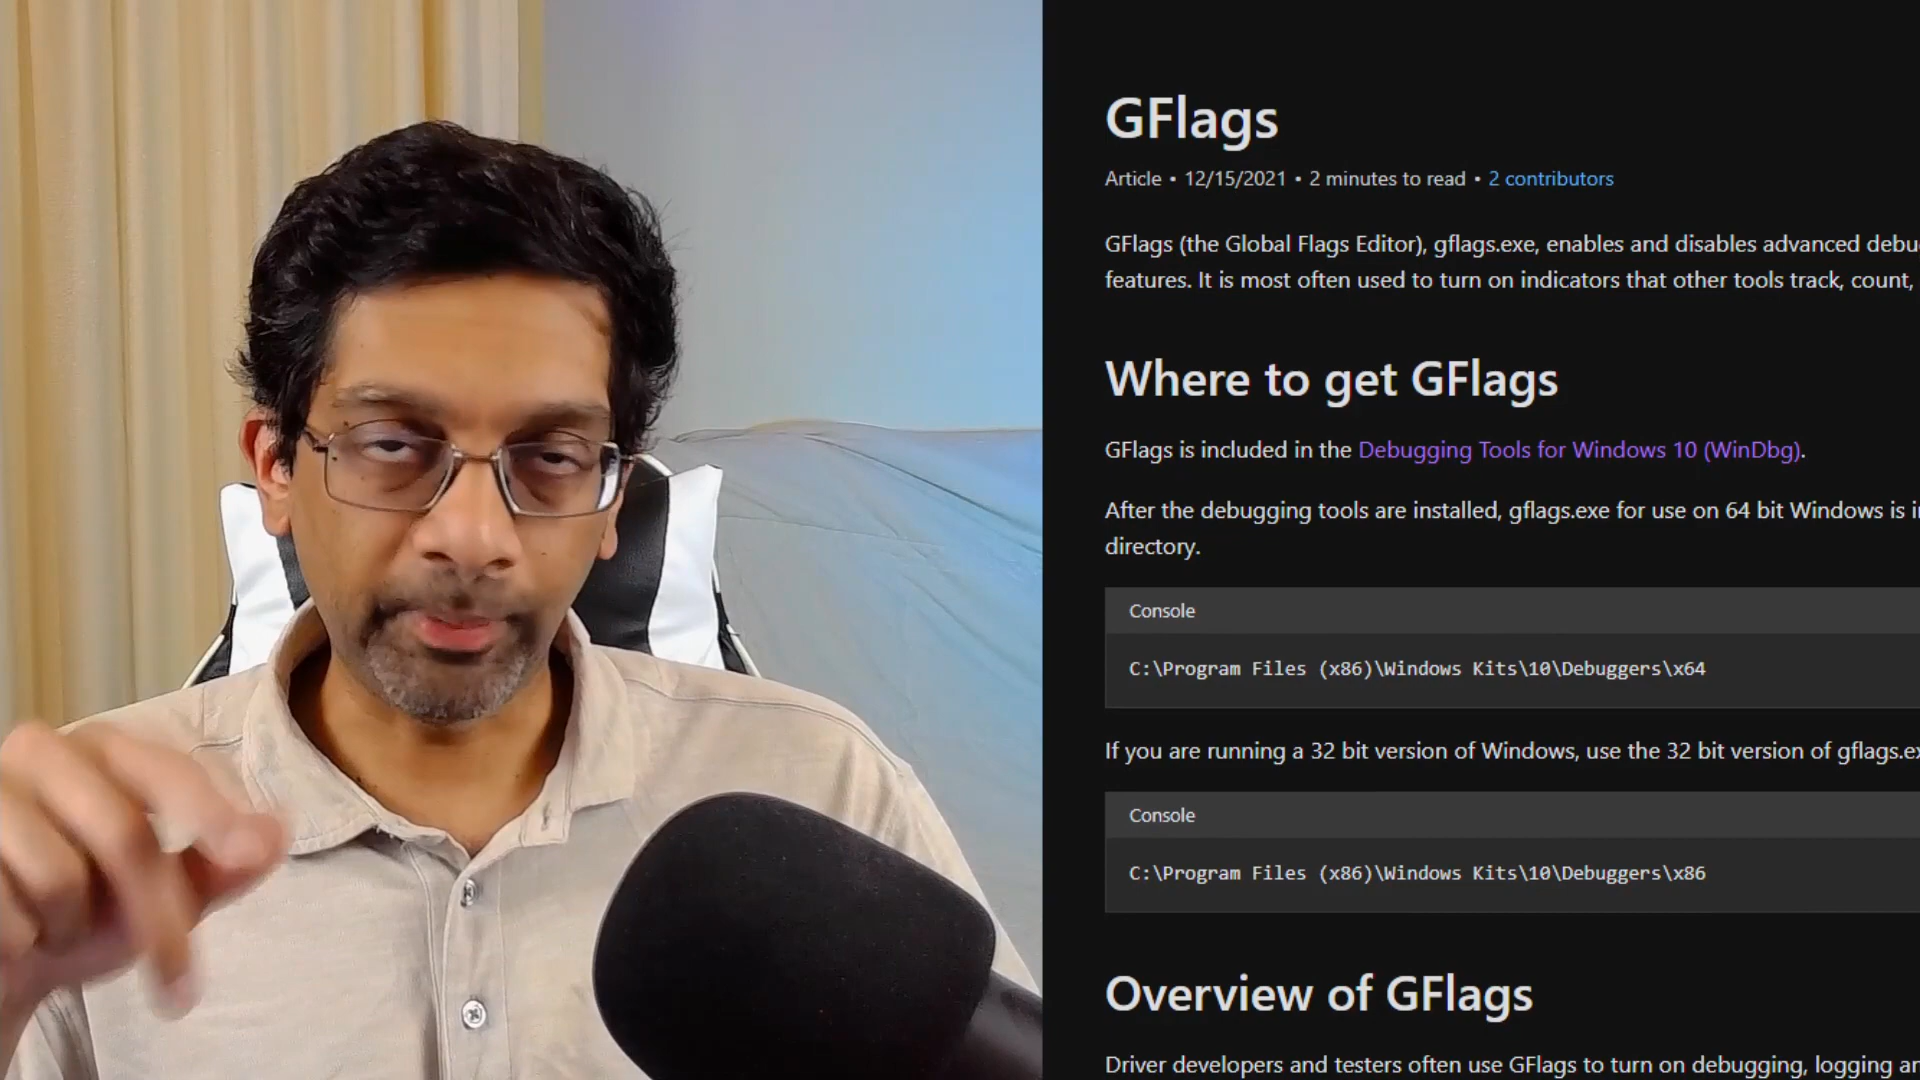 GFlags
Article • 12/15/2021 • 2 minutes to read • 2 contributors
GFlags (the Global Flags Editor), gflags.exe, enables and disables advanced
features. It is most often used to turn on indicators that other tools track, count,
Where to get GFlags
GFlags is included in the Debugging Tools for Windows 10 (WinDbg).
After the debugging tools are installed, gflags.exe for use on 64 bit Windows is
directory.
Console
C:\Program Files (x86)\Windows Kits\10\Debuggers\x64
If you are running a 32 bit version of Windows, use the 32 bit version of
Console
C:\Program Files (x86)\Windows Kits\10\Debuggers\x86
Overview of GFlags
Driver developers and testers often use GFlags to turn on debugging, logging